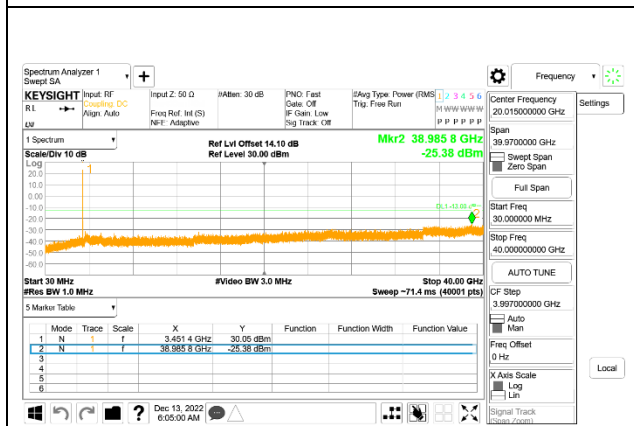 Spectrum Analyzer 1
Swept SA
+
Frequency
KEYSIGHT
Input: RF
Coupling: DC
Align: Auto
Input Z: 50 Ω
Freq Ref: Int (S)
NFE: Adaptive
#Atten: 30 dB
PNO: Fast
Gate: Off
IF Gain: Low
Sig Track: Off
#Avg Type: Power (RMS
Trig: Free Run
1 2 3 4 5 6
M W W W W W
P P P P P P
R L
Center Frequency
20.015000000 GHz
Settings
Span
39.9700000 GHz
Swept Span
Zero Span
Full Span
Start Freq
30.000000 MHz
Stop Freq
40.000000000 GHz
AUTO TUNE
CF Step
3.997000000 GHz
Auto
Man
Freq Offset
0 Hz
X Axis Scale
Log
Lin
Local
Signal Track
(Span Zoom)
1 Spectrum
Scale/Div 10 dB
Ref Lvl Offset 14.10 dB
Ref Level 30.00 dBm
Mkr2 38.985 8 GHz
-25.38 dBm
Log
20.0
10.0
0.00
-10.0
-20.0
-30.0
-40.0
-50.0
-60.0
1
2
Start 30 MHz
#Res BW 1.0 MHz
#Video BW 3.0 MHz
Stop 40.00 GHz
Sweep ~71.4 ms (40001 pts)
5 Marker Table
Mode Trace Scale X Y Function Function Width Function Value
1 N 1 f 3.451 4 GHz 30.05 dBm
2 N 1 f 38.985 8 GHz -25.38 dBm
3
4
5
6
?
Dec 13, 2022
6:05:00 AM